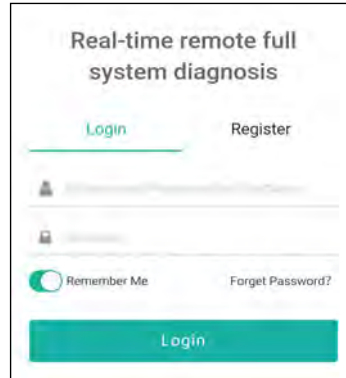 Real-time remote full
system diagnosis
Login Register
Remember Me Forget Password?
Login